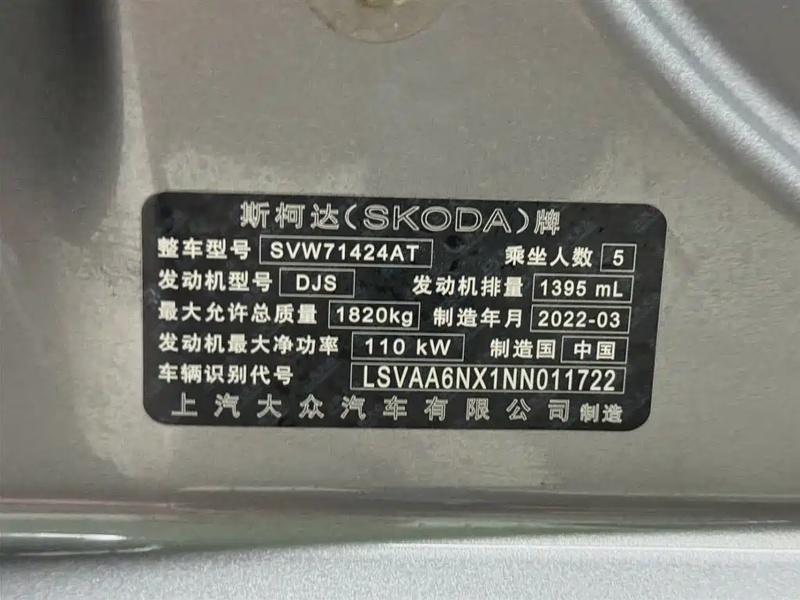 斯柯达(SKODA)牌
整车型号 SVW71424AT 乘坐人数 5
发动机型号 DJS 发动机排量 1395 mL
最大允许总质量 1820kg 制造年月 2022-03
发动机最大净功率 110 kW 制造国 中国
车辆识别代号 LSVAA6NX1NN011722
上汽大众汽车有限公司制造